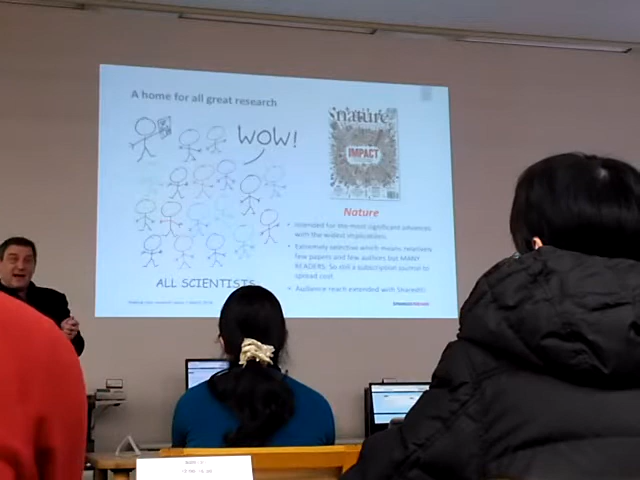 A home for all great research
WOW!
nature
IMPACT
Nature
Intended for the most significant advances
with the widest implications.
Extremely selective which means
few papers and few authors but MANY
READERS. So still a subscription journal to
spread cost.
Audience reach extended with SharedIt
ALL SCIENTISTS
SPRINGER NATURE